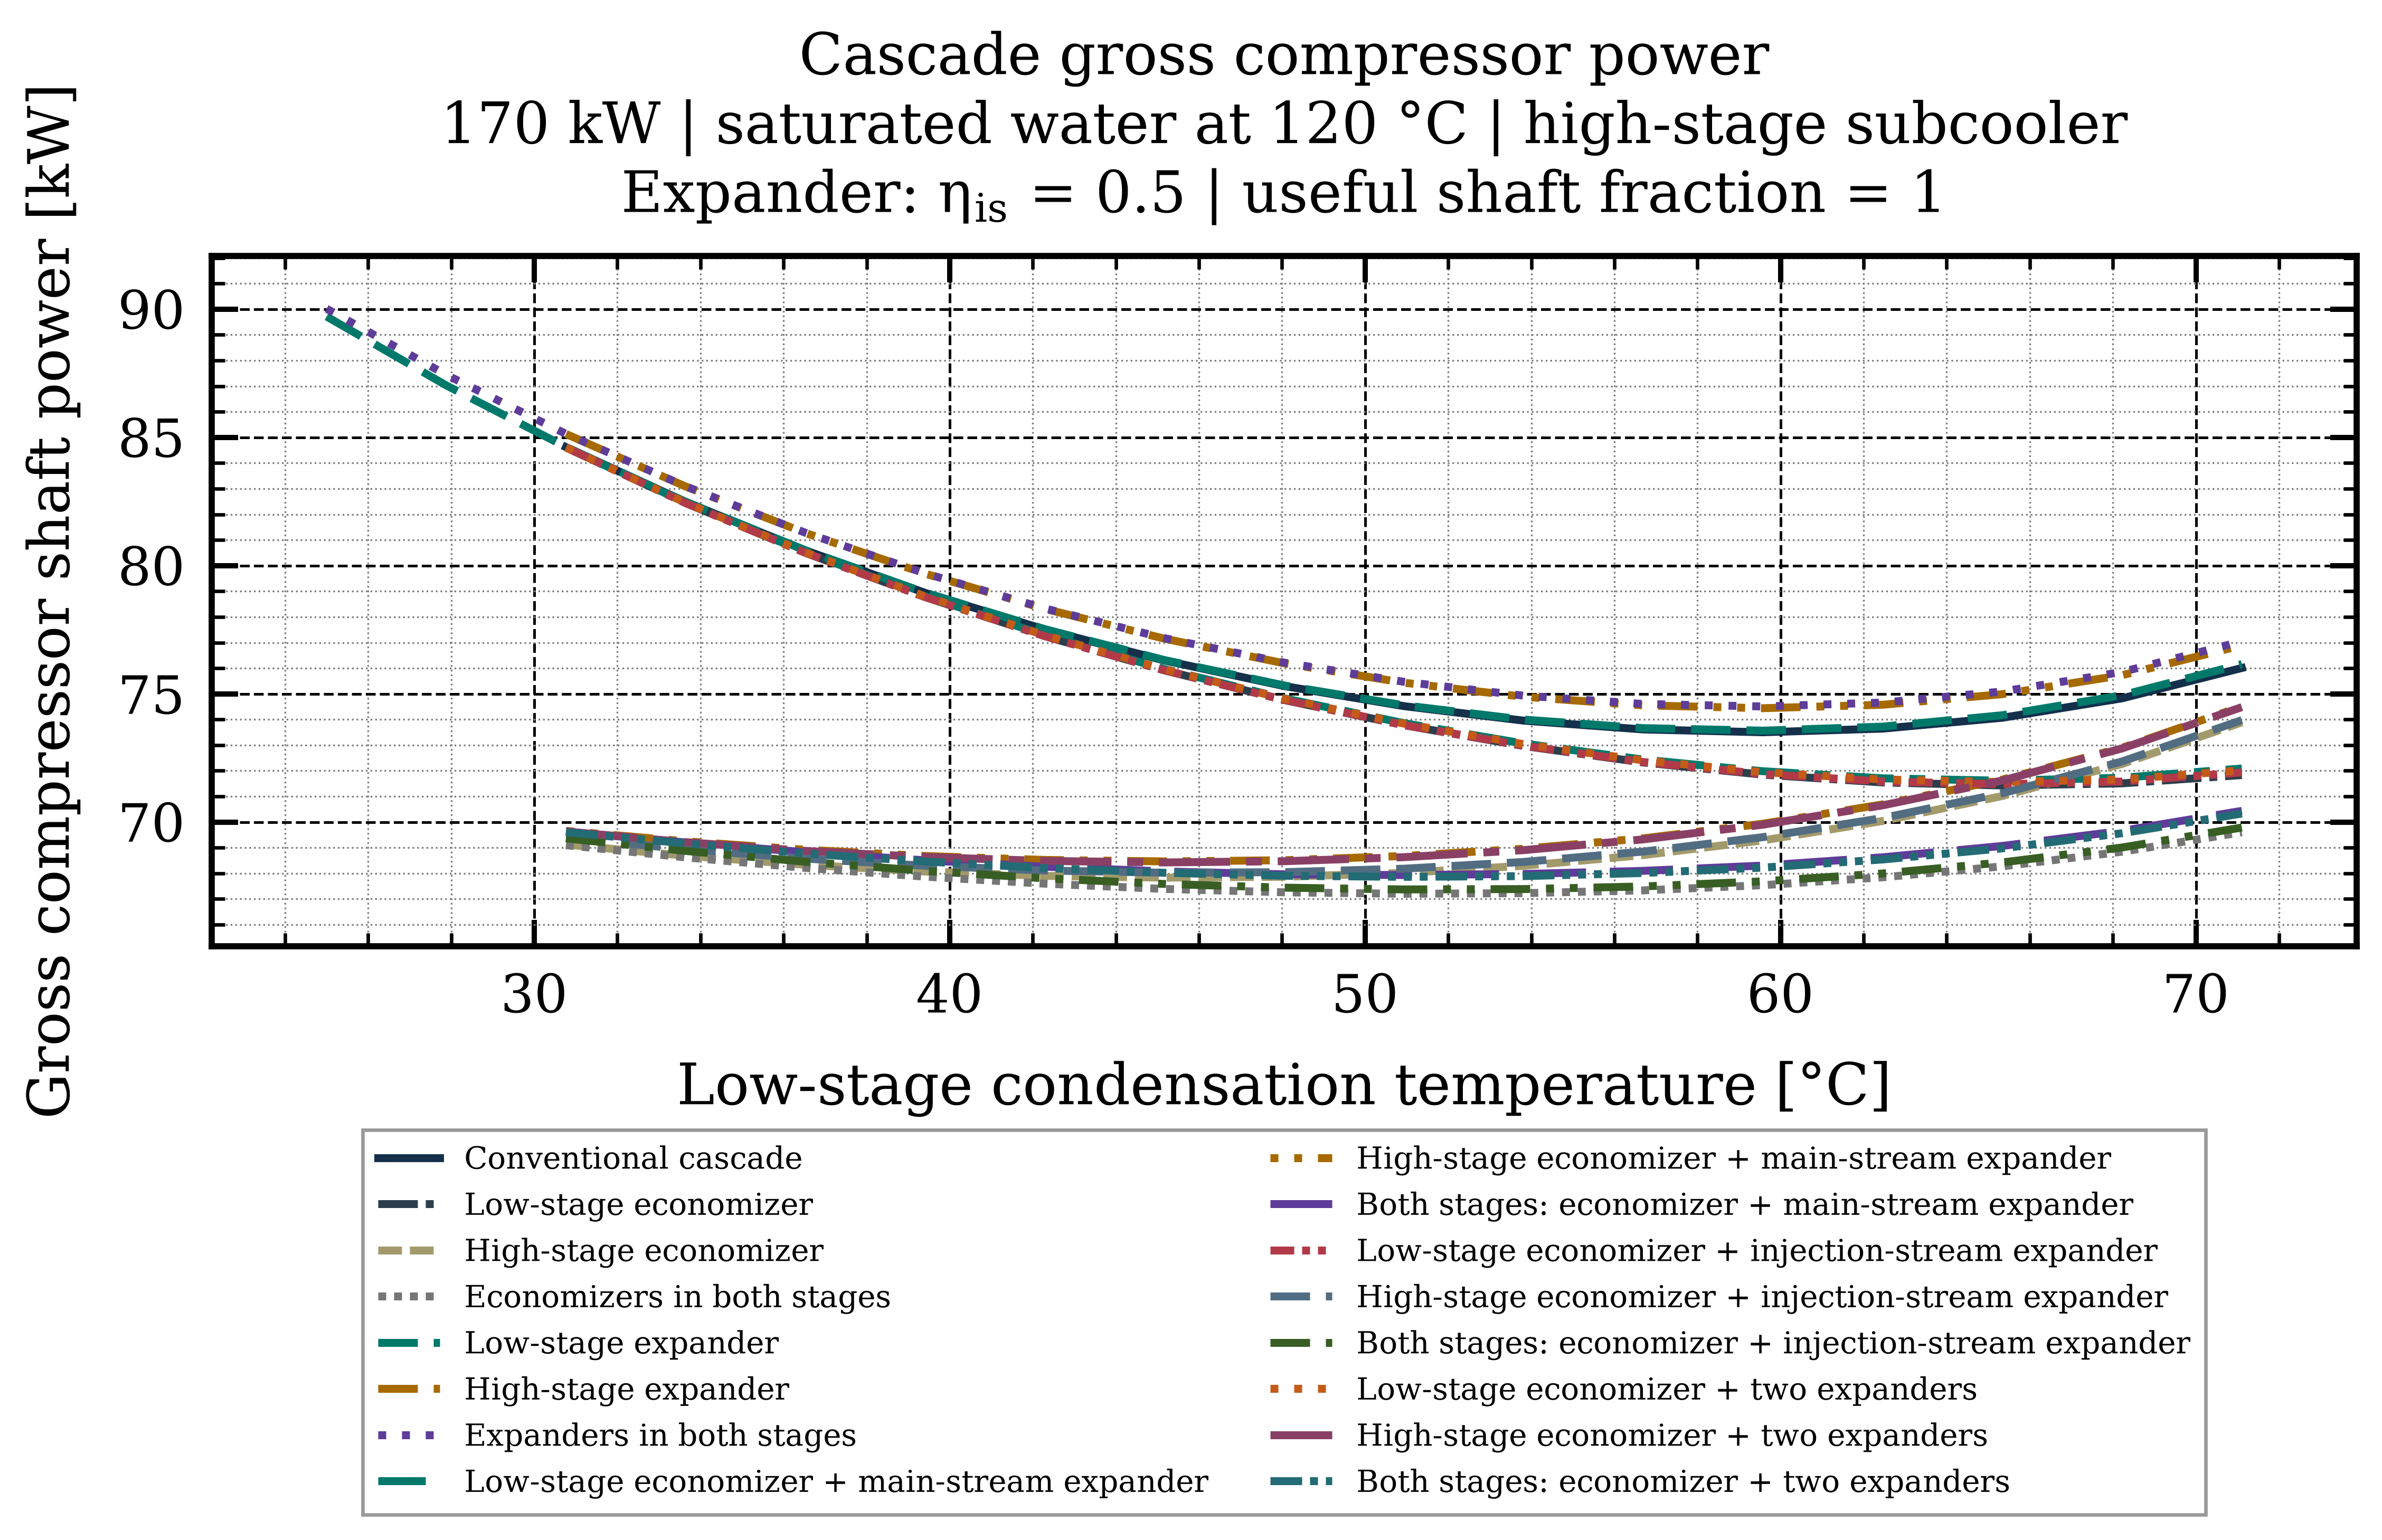 Cascade gross compressor power
170 kW | saturated water at 120 °C | high-stage subcooler
Expander: ηis = 0.5 | useful shaft fraction = 1
Gross compressor shaft power [kW]
90
85
80
75
70
30 40 50 60 70
Low-stage condensation temperature [°C]
Conventional cascade
Low-stage economizer
High-stage economizer
Economizers in both stages
Low-stage expander
High-stage expander
Expanders in both stages
Low-stage economizer + main-stream expander
High-stage economizer + main-stream expander
Both stages: economizer + main-stream expander
Low-stage economizer + injection-stream expander
High-stage economizer + injection-stream expander
Both stages: economizer + injection-stream expander
Low-stage economizer + two expanders
High-stage economizer + two expanders
Both stages: economizer + two expanders